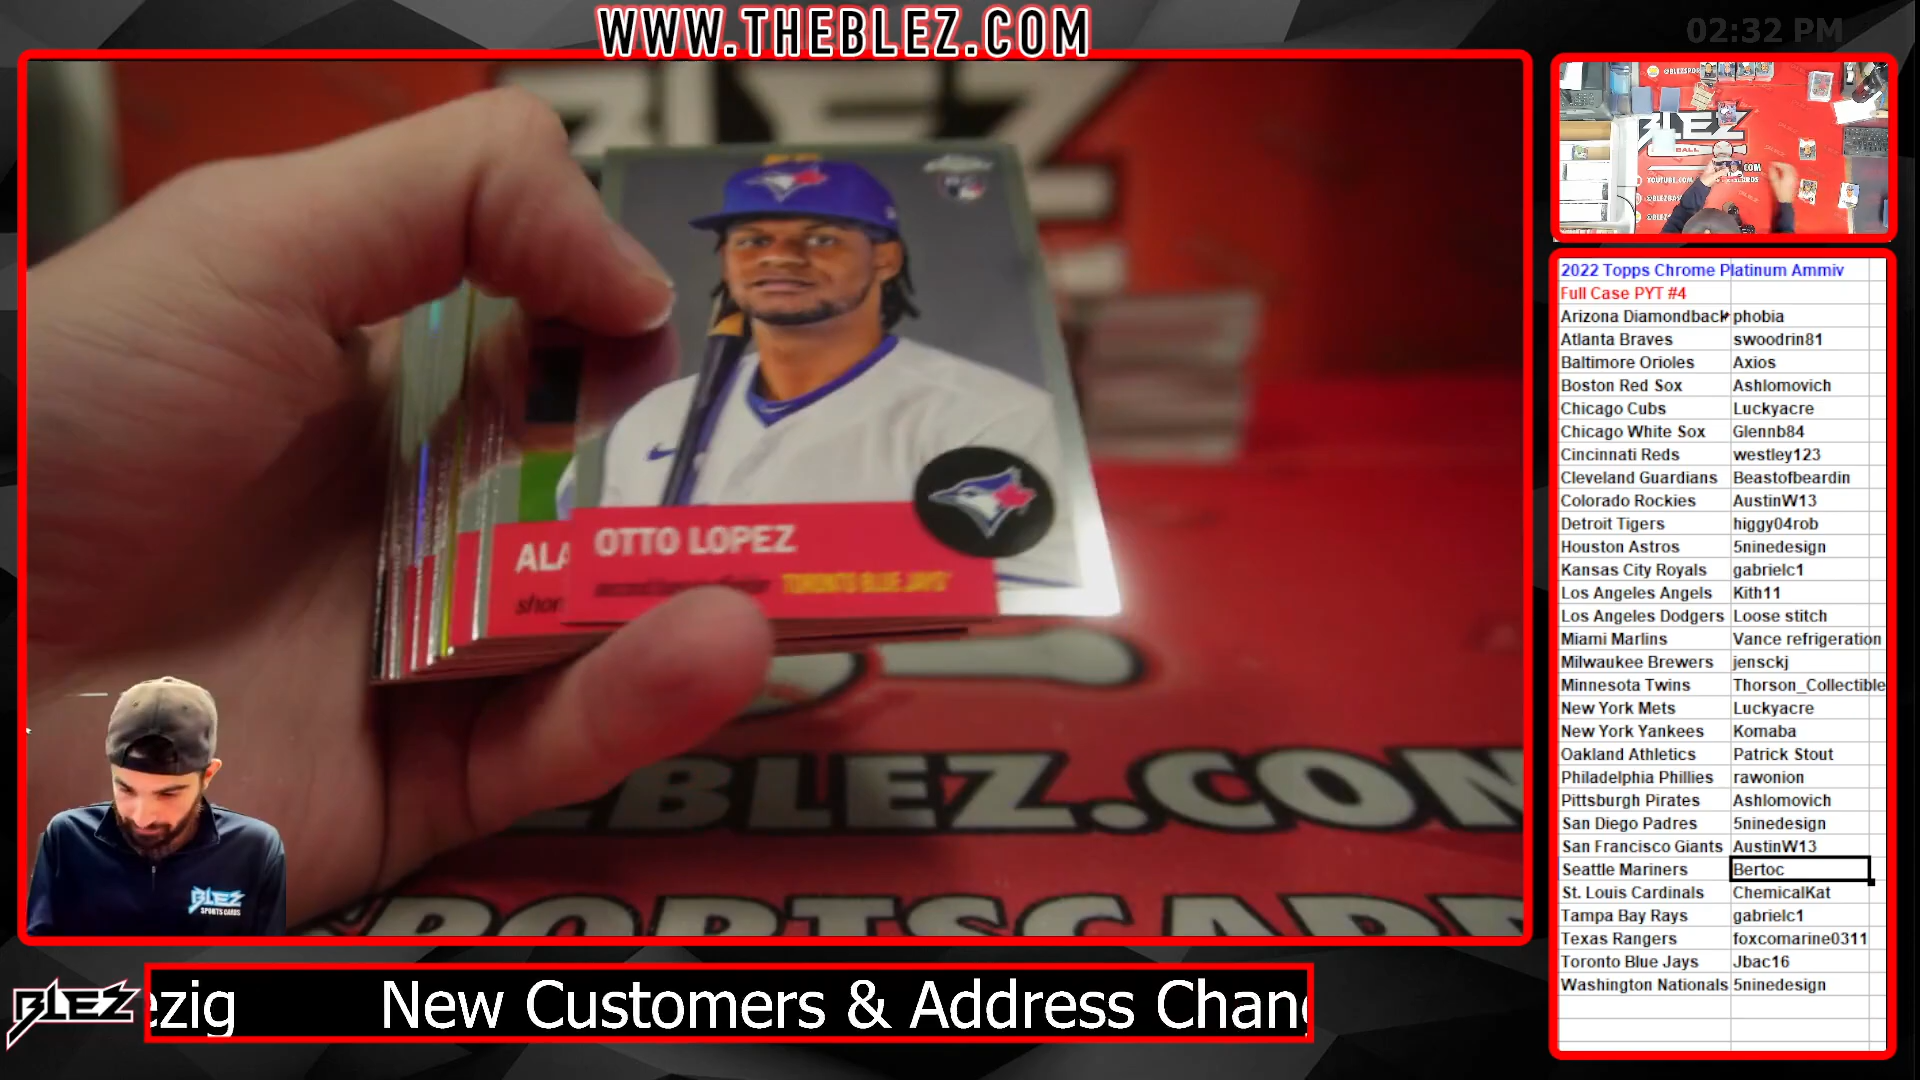 WWW.THEBLEZ.COM
02:32 PM
BLEZ
OTTO LOPEZ
TORONTO BLUE JAYS
ALA
shor
BLEZ.COM
SPORTSCARD
BLEZ
SPORTS CARDS
BLEZ
ezig New Customers & Address Chan
BLEZ
2022 Topps Chrome Platinum Ammiv
Full Case PYT #4
Arizona Diamondback phobia
Atlanta Braves swoodrin81
Baltimore Orioles Axios
Boston Red Sox Ashlomovich
Chicago Cubs Luckyacre
Chicago White Sox Glennb84
Cincinnati Reds westley123
Cleveland Guardians Beastofbeardin
Colorado Rockies AustinW13
Detroit Tigers higgy04rob
Houston Astros 5ninedesign
Kansas City Royals gabrielc1
Los Angeles Angels Kith11
Los Angeles Dodgers Loose stitch
Miami Marlins Vance refrigeration
Milwaukee Brewers jensckj
Minnesota Twins Thorson_Collectible
New York Mets Luckyacre
New York Yankees Komaba
Oakland Athletics Patrick Stout
Philadelphia Phillies rawonion
Pittsburgh Pirates Ashlomovich
San Diego Padres 5ninedesign
San Francisco Giants AustinW13
Seattle Mariners Bertoc
St. Louis Cardinals ChemicalKat
Tampa Bay Rays gabrielc1
Texas Rangers foxcomarine0311
Toronto Blue Jays Jbac16
Washington Nationals 5ninedesign